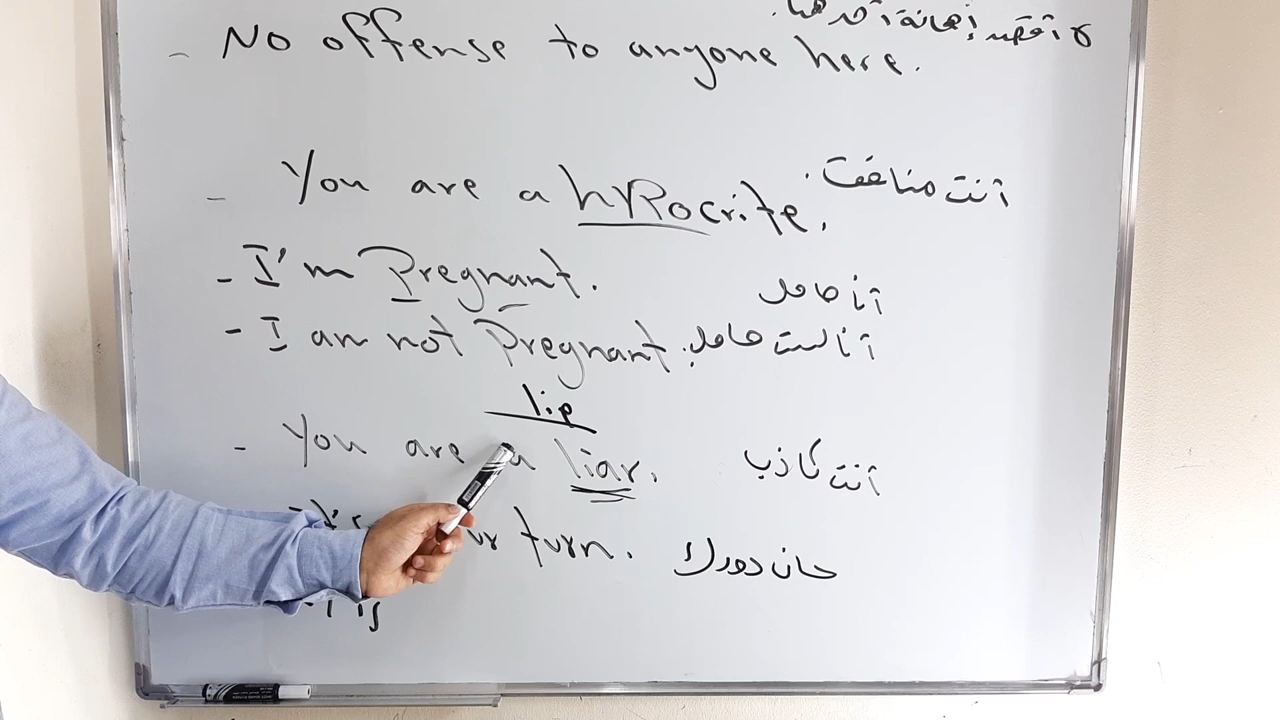 لا أقصد إهانة أحد هنا.
- No offense to anyone here.
- You are a hypocrite. أنت منافق.
- I'm Pregnant. أنا حامل
- I am not Pregnant. أنا لست حامل
lie
- You are a liar. أنت كاذب
turn. حان دورك